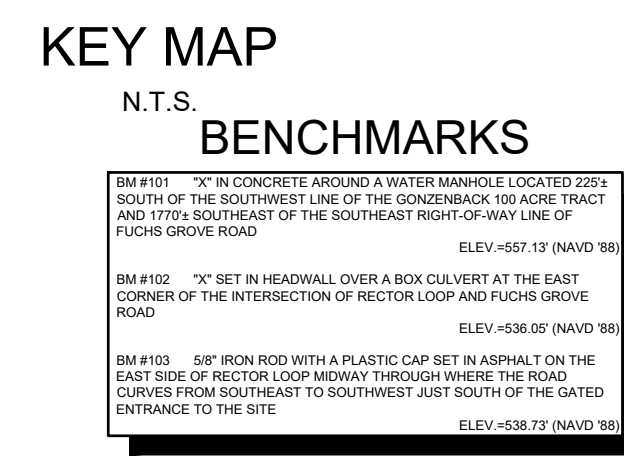 KEY MAP
N.T.S.
BENCHMARKS
BM #101 "X" IN CONCRETE AROUND A WATER MANHOLE LOCATED 225'±
SOUTH OF THE SOUTHWEST LINE OF THE GONZENBACK 100 ACRE TRACT
AND 1770'± SOUTHEAST OF THE SOUTHEAST RIGHT-OF-WAY LINE OF
FUCHS GROVE ROAD
ELEV.=557.13' (NAVD '88)
BM #102 "X" SET IN HEADWALL OVER A BOX CULVERT AT THE EAST
CORNER OF THE INTERSECTION OF RECTOR LOOP AND FUCHS GROVE
ROAD
ELEV.=536.05' (NAVD '88)
BM #103 5/8" IRON ROD WITH A PLASTIC CAP SET IN ASPHALT ON THE
EAST SIDE OF RECTOR LOOP MIDWAY THROUGH WHERE THE ROAD
CURVES FROM SOUTHEAST TO SOUTHWEST JUST SOUTH OF THE GATED
ENTRANCE TO THE SITE
ELEV.=538.73' (NAVD '88)